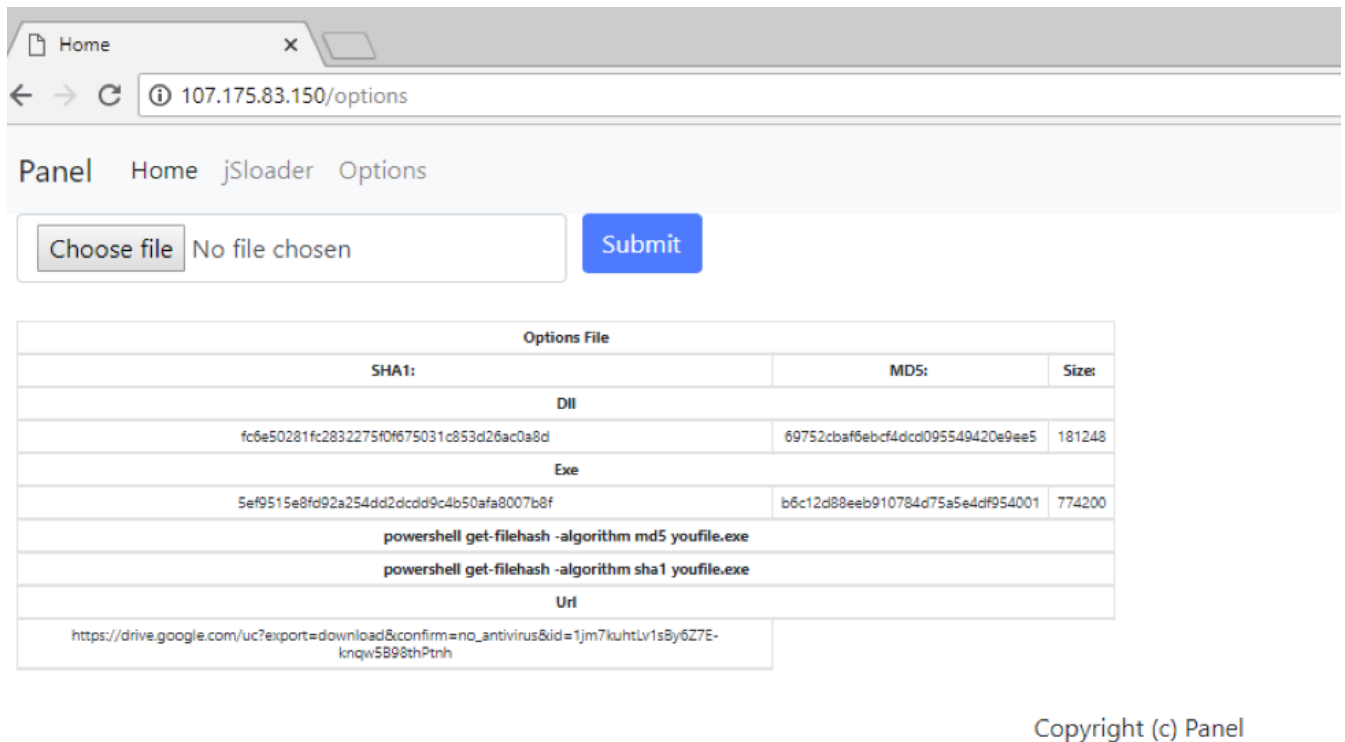 Home
107.175.83.150/options
Panel Home jSloader Options
Choose file No file chosen Submit
Options File
SHA1: MD5: Size:
Dll
fc6e50281fc2832275f0f675031c853d26ac0a8d 69752cbaf6ebcf4dcd095549420e9ee5 181248
Exe
5ef9515e8fd92a254dd2dcdd9c4b50afa8007b8f b6c12d88eeb910784d75a5e4df954001 774200
powershell get-filehash -algorithm md5 youfile.exe
powershell get-filehash -algorithm sha1 youfile.exe
Url
https://drive.google.com/uc?export=download&confirm=no_antivirus&id=1jm7kuhtLv1sBy6Z7E-
knqw5B98thPtnh
Copyright (c) Panel